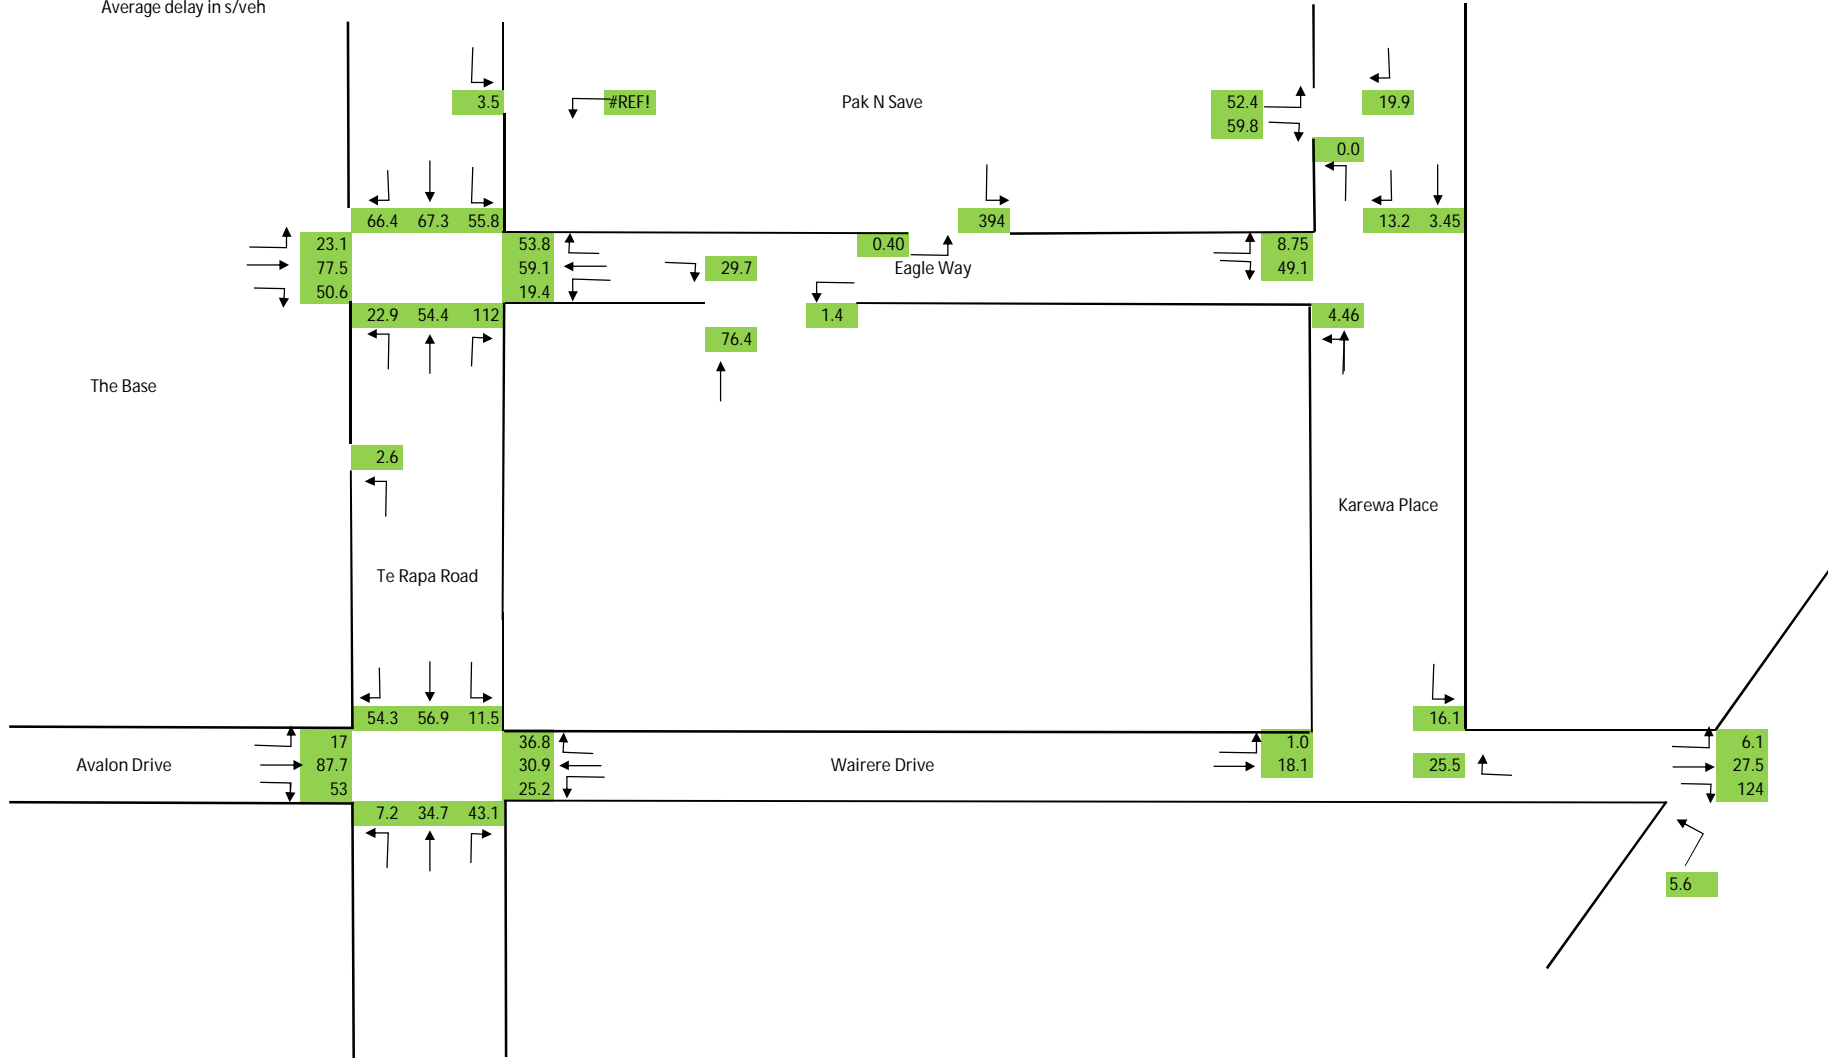 Average delay in s/veh
3.5
#REF!
Pak N Save
52.4
19.9
59.8
0.0
66.4 67.3 55.8
394
13.2 3.45
23.1
53.8
0.40
8.75
77.5
59.1
29.7
Eagle Way
49.1
50.6
19.4
22.9 54.4 112
1.4
4.46
76.4
The Base
2.6
Karewa Place
Te Rapa Road
54.3 56.9 11.5
16.1
17
36.8
1.0
6.1
Avalon Drive
87.7
30.9
Wairere Drive
18.1
25.5
27.5
53
25.2
124
7.2 34.7 43.1
5.6